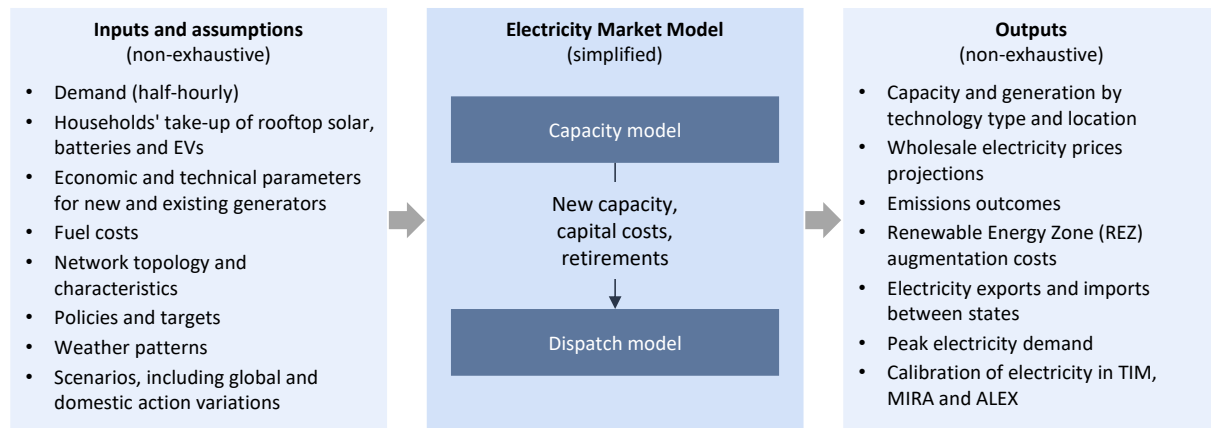 Inputs and assumptions
(non-exhaustive)
• Demand (half-hourly)
• Households' take-up of rooftop solar,
batteries and EVs
• Economic and technical parameters
for new and existing generators
• Fuel costs
• Network topology and
characteristics
• Policies and targets
• Weather patterns
• Scenarios, including global and
domestic action variations
Electricity Market Model
(simplified)
Capacity model
New capacity,
capital costs,
retirements
Dispatch model
Outputs
(non-exhaustive)
• Capacity and generation by
technology type and location
• Wholesale electricity prices
projections
• Emissions outcomes
• Renewable Energy Zone (REZ)
augmentation costs
• Electricity exports and imports
between states
• Peak electricity demand
• Calibration of electricity in TIM,
MIRA and ALEX